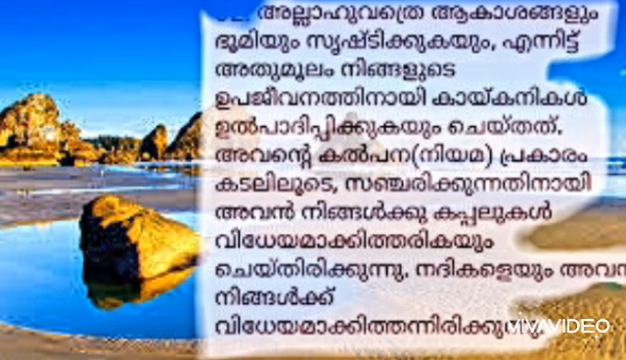 32. അല്ലാഹുവത്രെ ആകാശങ്ങളും
ഭൂമിയും സൃഷ്ടിക്കുകയും, എന്നിട്ട്
അതുമൂലം നിങ്ങളുടെ
ഉപജീവനത്തിനായി കായ്കനികൾ
ഉൽപാദിപ്പിക്കുകയും ചെയ്തത്.
അവന്റെ കൽപന(നിയമ) പ്രകാരം
കടലിലൂടെ, സഞ്ചരിക്കുന്നതിനായി
അവൻ നിങ്ങൾക്കു കപ്പലുകൾ
വിധേയമാക്കിത്തരികയും
ചെയ്തിരിക്കുന്നു. നദികളെയും അവൻ
നിങ്ങൾക്ക്
വിധേയമാക്കിത്തന്നിരിക്കുന്നു.
VIVAVIDEO